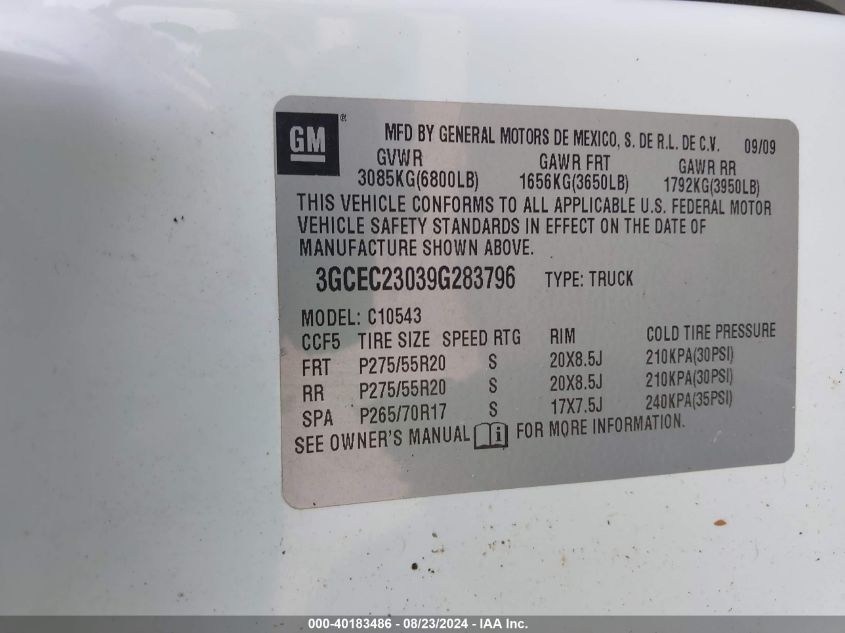 GM ® MFD BY GENERAL MOTORS DE MEXICO, S. DE R.L. DE C.V. 09/09
GVWR GAWR FRT GAWR RR
3085KG(6800LB) 1656KG(3650LB) 1792KG(3950LB)
THIS VEHICLE CONFORMS TO ALL APPLICABLE U.S. FEDERAL MOTOR
VEHICLE SAFETY STANDARDS IN EFFECT ON THE DATE OF
MANUFACTURE SHOWN ABOVE.
3GCEC23039G283796 TYPE: TRUCK
MODEL: C10543
CCF5 TIRE SIZE SPEED RTG RIM COLD TIRE PRESSURE
FRT P275/55R20 S 20X8.5J 210KPA(30PSI)
RR P275/55R20 S 20X8.5J 210KPA(30PSI)
SPA P265/70R17 S 17X7.5J 240KPA(35PSI)
SEE OWNER'S MANUAL i FOR MORE INFORMATION.
000-40183486 - 08/23/2024 - IAA Inc.